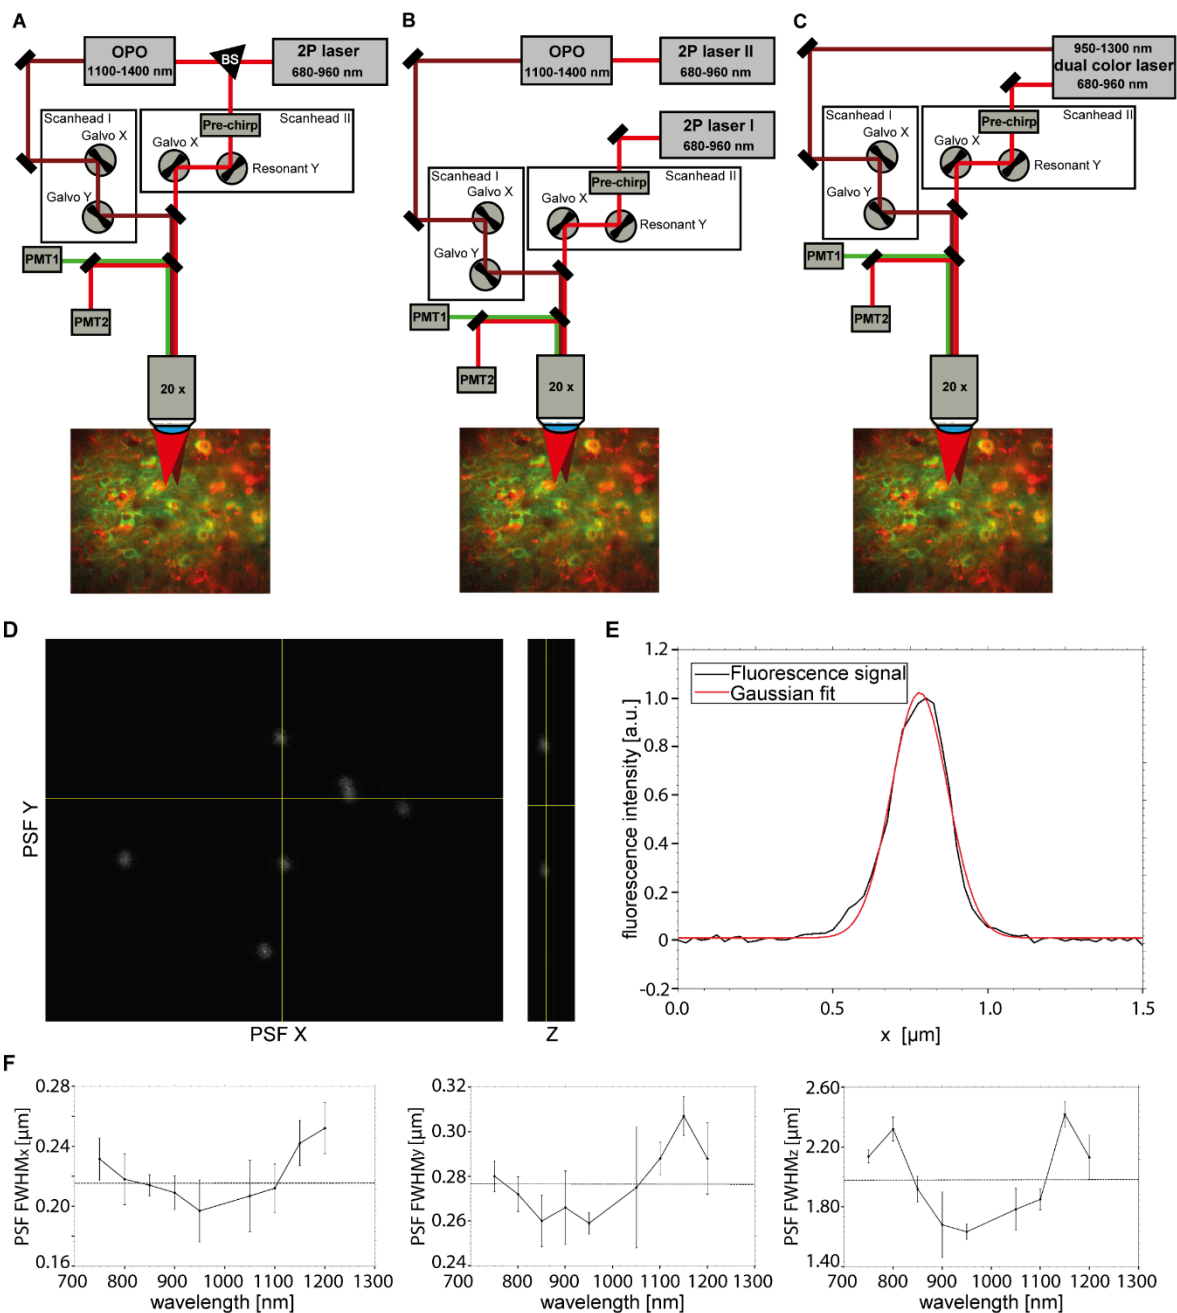 A
OPO
1100-1400 nm
BS
2P laser
680-960 nm
Scanhead I
Galvo X
Galvo Y
Pre-chirp
Scanhead II
Galvo X
Resonant Y
PMT1
PMT2
20 x
B
OPO
1100-1400 nm
2P laser II
680-960 nm
2P laser I
680-960 nm
Scanhead I
Galvo X
Galvo Y
Pre-chirp
Scanhead II
Galvo X
Resonant Y
PMT1
PMT2
20 x
C
950-1300 nm
dual color laser
680-960 nm
Scanhead I
Galvo X
Galvo Y
Pre-chirp
Scanhead II
Galvo X
Resonant Y
PMT1
PMT2
20 x
D
PSF Y
PSF X
Z
E
fluorescence intensity [a.u.]
1.2
1.0
0.8
0.6
0.4
0.2
0
-0.2
Fluorescence signal
Gaussian fit
0.0 0.5 1.0 1.5
x [µm]
F
PSF FWHMx [µm]
0.28
0.24
0.20
0.16
700 800 900 1000 1100 1200 1300
wavelength [nm]
PSF FWHMy [µm]
0.32
0.30
0.28
0.26
0.24
700 800 900 1000 1100 1200 1300
wavelength [nm]
PSF FWHMz [µm]
2.60
2.20
1.80
1.40
700 800 900 1000 1100 1200 1300
wavelength [nm]